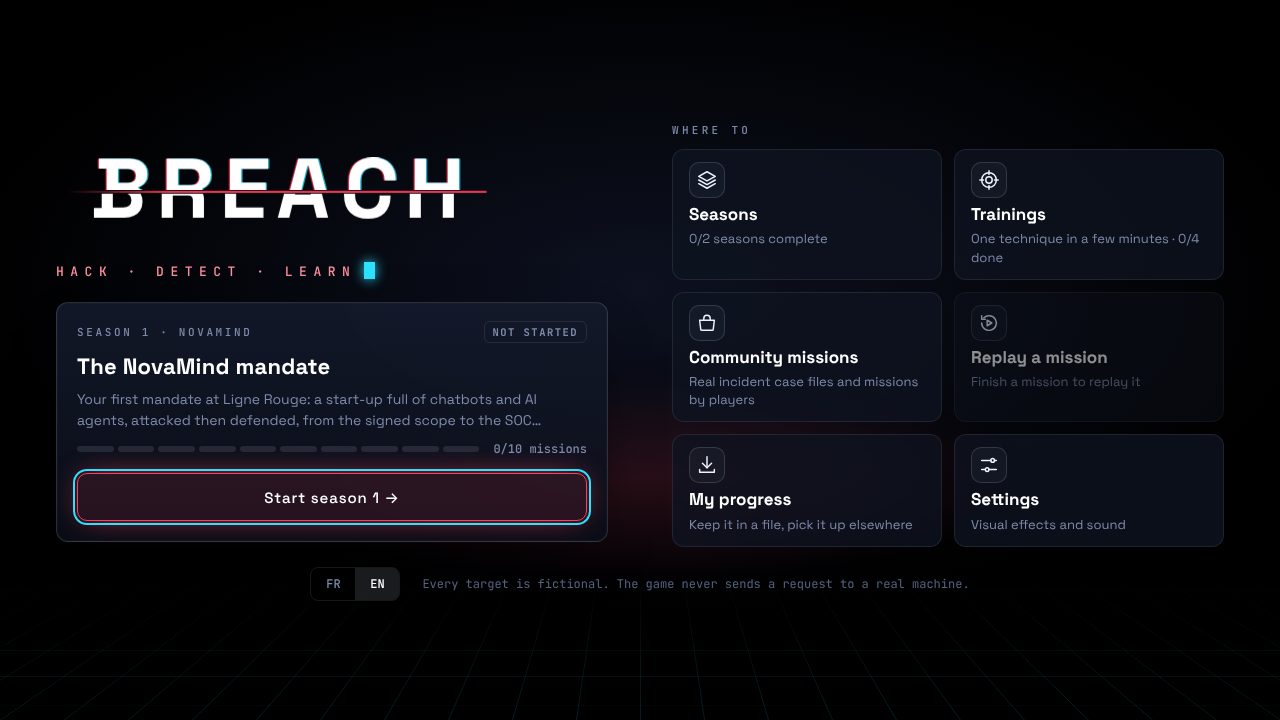 BREACH
HACK · DETECT · LEARN
SEASON 1 · NOVAMIND
NOT STARTED
The NovaMind mandate
Your first mandate at Ligne Rouge: a start-up full of chatbots and AI
agents, attacked then defended, from the signed scope to the SOC…
0/10 missions
Start season 1 →
WHERE TO
Seasons
0/2 seasons complete
Trainings
One technique in a few minutes · 0/4
done
Community missions
Real incident case files and missions
by players
Replay a mission
Finish a mission to replay it
My progress
Keep it in a file, pick it up elsewhere
Settings
Visual effects and sound
FR
EN
Every target is fictional. The game never sends a request to a real machine.